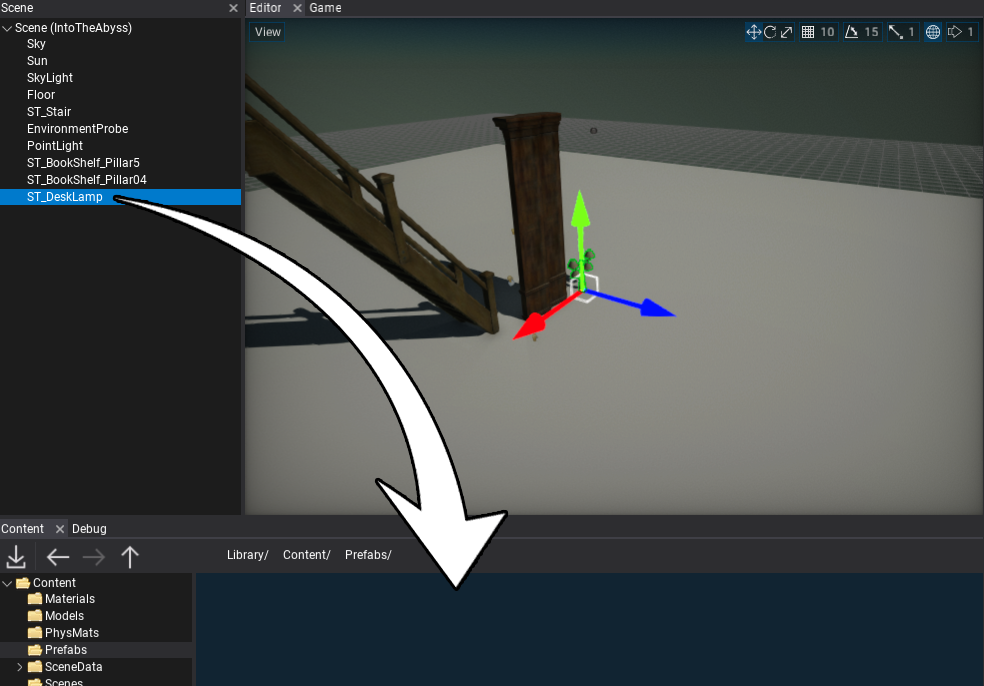 Scene
Scene (IntoTheAbyss)
Sky
Sun
SkyLight
Floor
ST_Stair
EnvironmentProbe
PointLight
ST_BookShelf_Pillar5
ST_BookShelf_Pillar04
ST_DeskLamp
Editor Game
View 10 15 1 1
Content Debug
Library/ Content/ Prefabs/
Content
Materials
Models
PhysMats
Prefabs
SceneData
Scenes